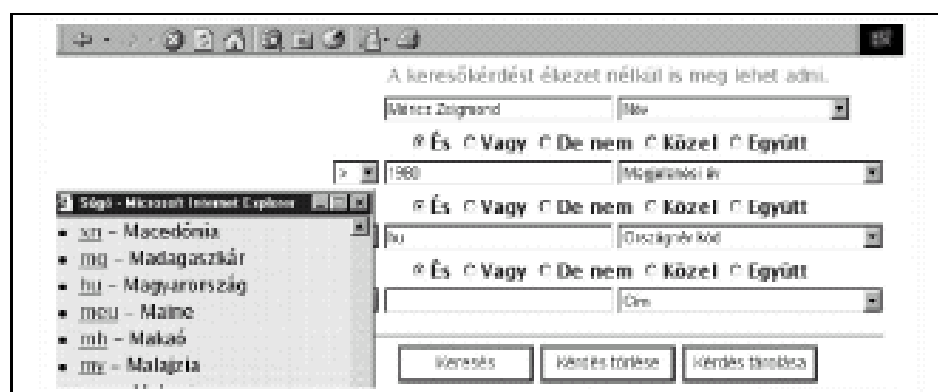 A keresőkérdést ékezet nélkül is meg lehet adni.
Móricz Zsigmond Név
És Vagy De nem Közel Együtt
> 1980 Megjelenési év
És Vagy De nem Közel Együtt
hu Országnév kód
És Vagy De nem Közel Együtt
Cím
Keresés Kérdés törlése Kérdés tárolása
Súgó - Microsoft Internet Explorer
xn – Macedónia
mg – Madagaszkár
hu – Magyarország
meu – Maine
mh – Makaó
my – Malajzia